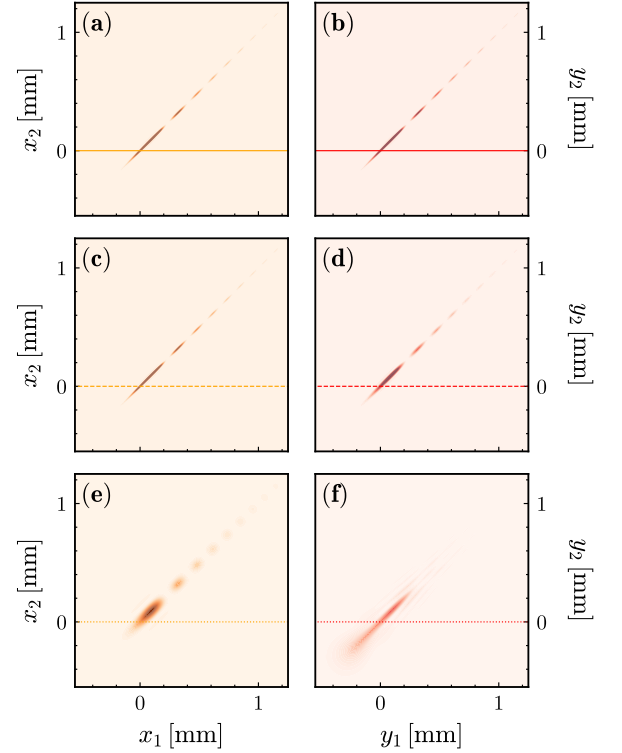 (a)
(b)
x₂ [mm]
1
0
1
0
y₂ [mm]
(c)
(d)
x₂ [mm]
1
0
1
0
y₂ [mm]
(e)
(f)
x₂ [mm]
1
0
1
0
y₂ [mm]
0
1
0
1
x₁ [mm]
y₁ [mm]